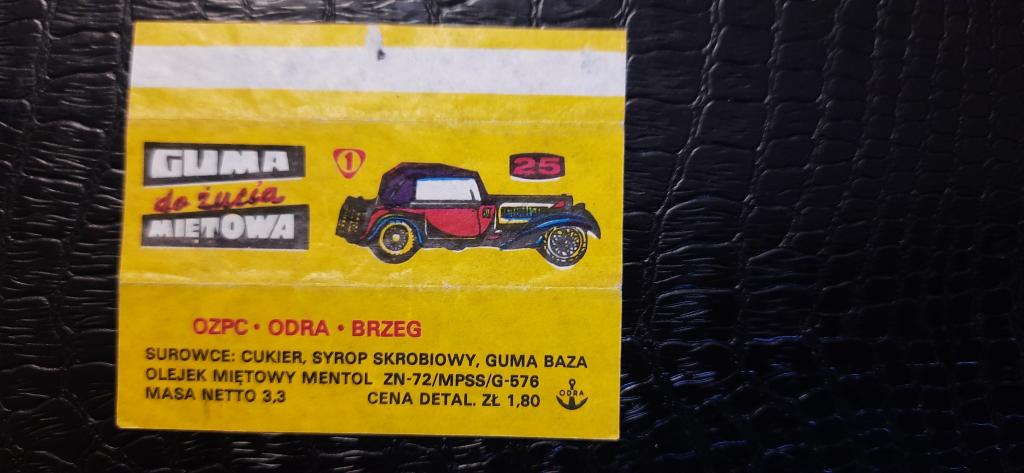 GUMA
do żucia
MIĘTOWA
1
25
OZPC • ODRA • BRZEG
SUROWCE: CUKIER, SYROP SKROBIOWY, GUMA BAZA
OLEJEK MIĘTOWY MENTOL ZN-72/MPSS/G-576
MASA NETTO 3,3 CENA DETAL. ZŁ 1,80
ODRA